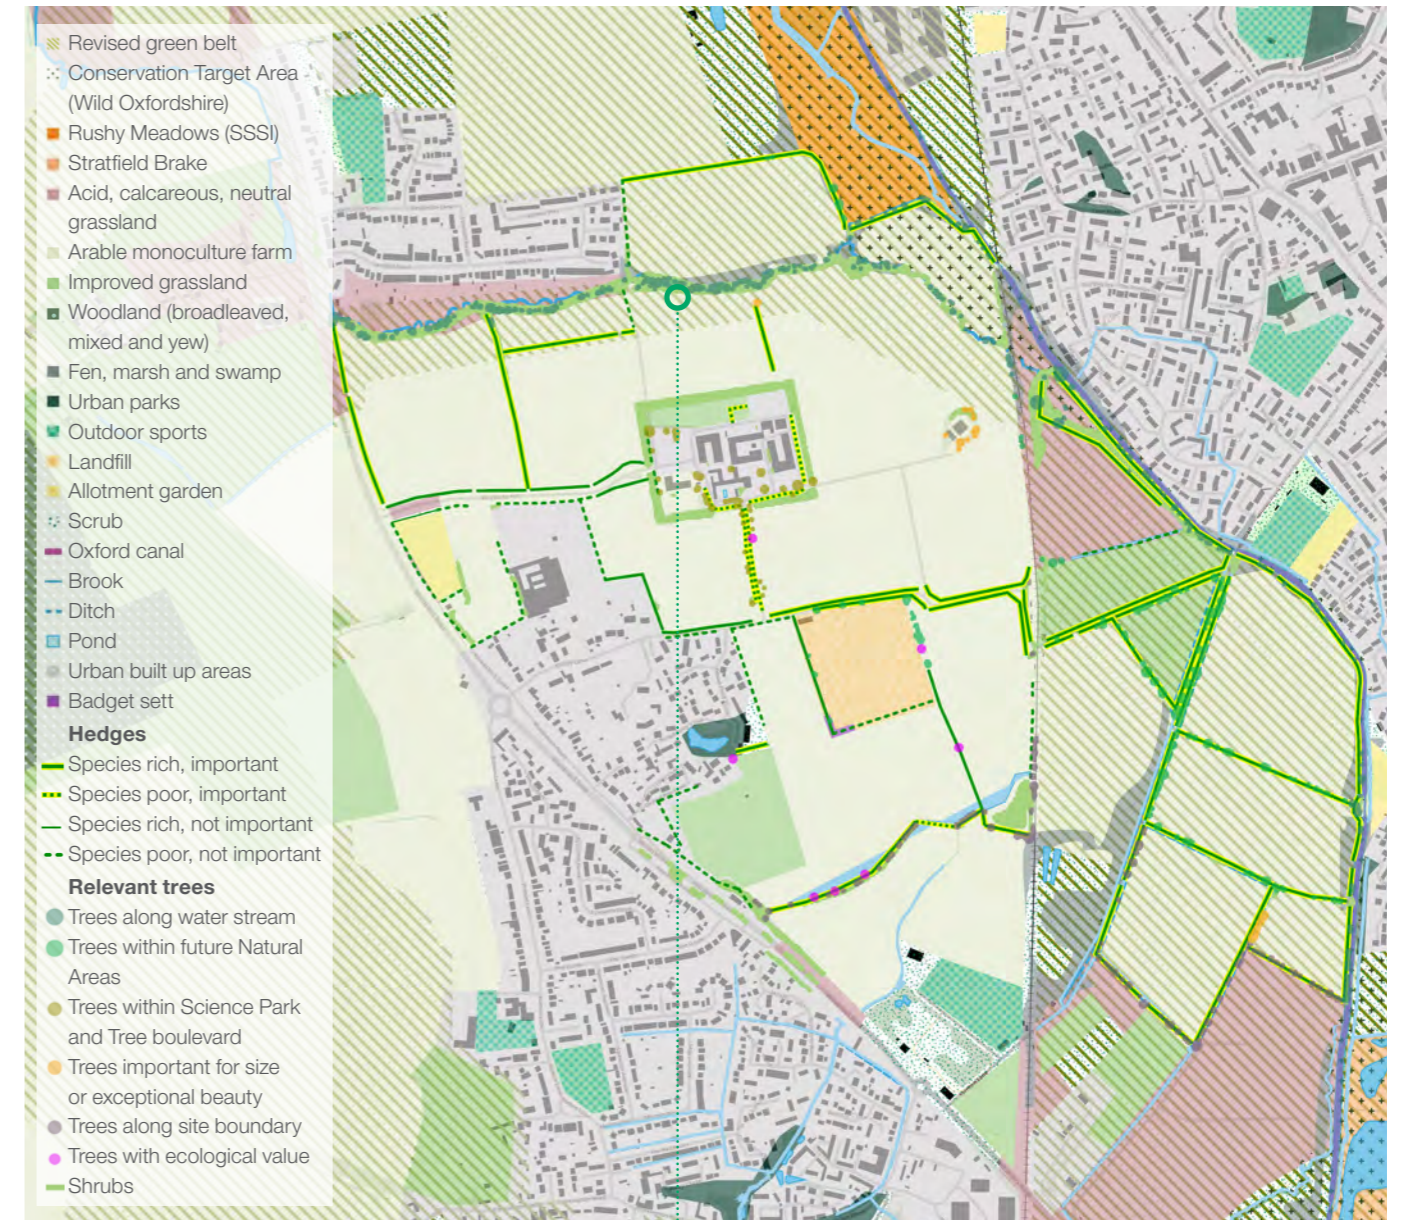 Revised green belt
Conservation Target Area
(Wild Oxfordshire)
Rushy Meadows (SSSI)
Stratfield Brake
Acid, calcareous, neutral
grassland
Arable monoculture farm
Improved grassland
Woodland (broadleaved,
mixed and yew)
Fen, marsh and swamp
Urban parks
Outdoor sports
Landfill
Allotment garden
Scrub
Oxford canal
Brook
Ditch
Pond
Urban built up areas
Badget sett
Hedges
Species rich, important
Species poor, important
Species rich, not important
Species poor, not important
Relevant trees
Trees along water stream
Trees within future Natural
Areas
Trees within Science Park
and Tree boulevard
Trees important for size
or exceptional beauty
Trees along site boundary
Trees with ecological value
Shrubs